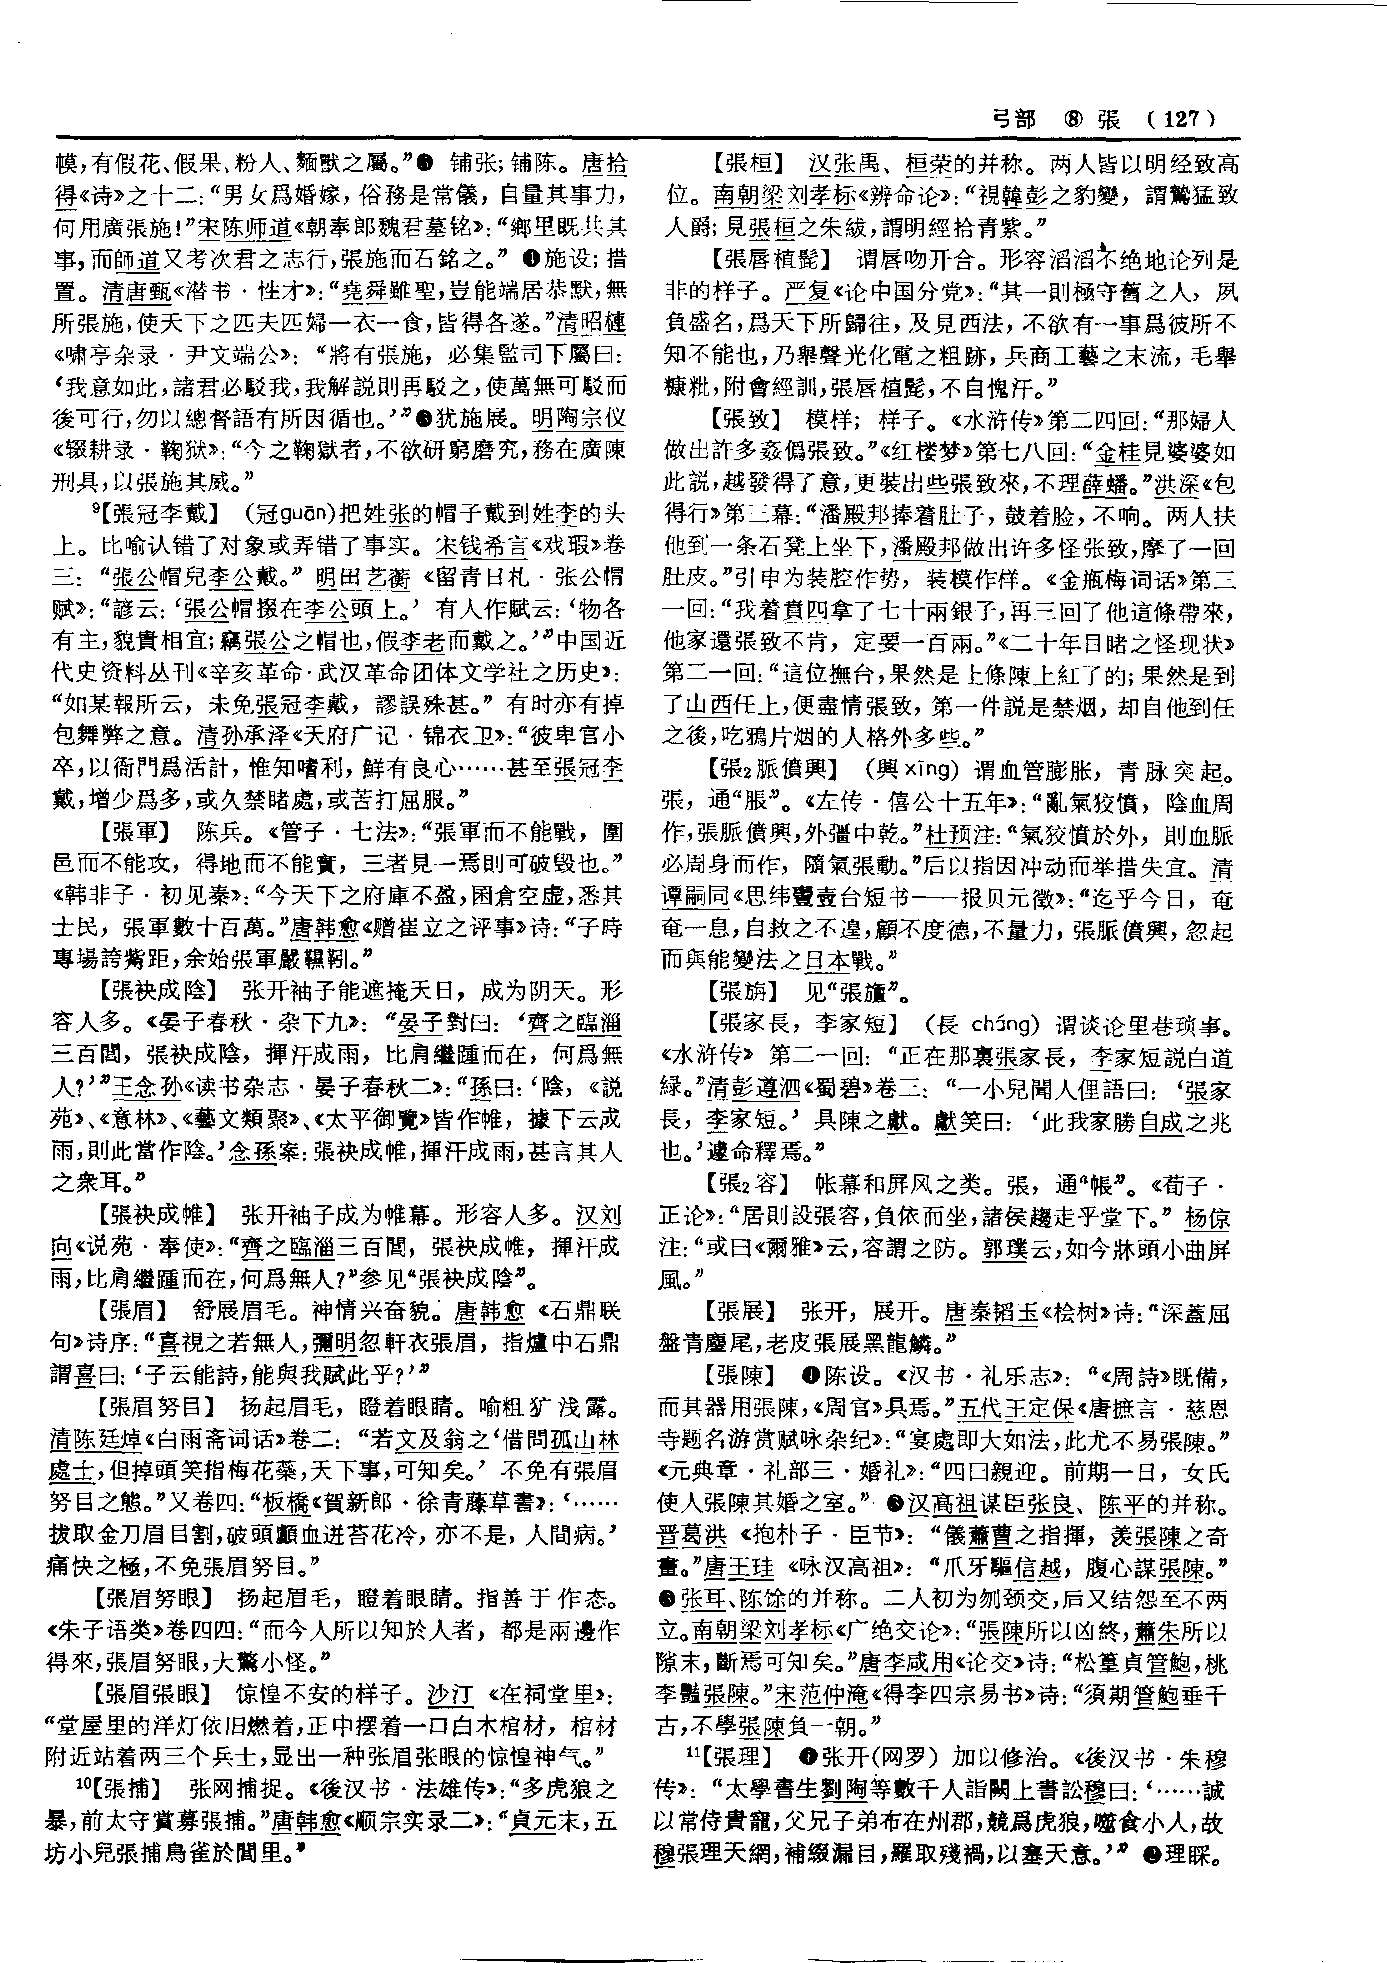 弓部　⑧　張　（127）
模，有假花、假果、粉人、麵獸之屬。”❸　铺张；铺陈。唐拾
得《诗》之十二：“男女爲婚嫁，俗務是常儀，自量其事力，
何用廣張施！”宋陈师道《朝奉郎魏君墓铭》：“鄉里既共其
事，而師道又考次君之志行，張施而石銘之。”❹施设；措
置。清唐甄《潜书·性才》：“堯舜雖聖，豈能端居恭默，無
所張施，使天下之匹夫匹婦一衣一食，皆得各遂。”清昭槤
《啸亭杂录·尹文端公》：“將有張施，必集監司下屬曰：
‘我意如此，諸君必駁我，我解説則再駁之，使萬無可駁而
後可行，勿以總督語有所因循也。’”❺犹施展。明陶宗仪
《辍耕录·鞠狱》：“今之鞠獄者，不欲研窮磨究，務在廣陳
刑具，以張施其威。”
9【張冠李戴】　（冠guān）把姓张的帽子戴到姓李的头
上。比喻认错了对象或弄错了事实。宋钱希言《戏瑕》卷
三：“張公帽兒李公戴。”明田艺蘅《留青日札·张公帽
赋》：“諺云：‘張公帽掇在李公頭上。’有人作赋云：‘物各
有主，貌貴相宜；竊張公之帽也，假李老而戴之。’”中国近
代史资料丛刊《辛亥革命·武汉革命团体文学社之历史》：
“如某報所云，未免張冠李戴，謬誤殊甚。”有时亦有掉
包舞弊之意。清孙承泽《天府广记·锦衣卫》：“彼卑官小
卒，以衙門爲活計，惟知嗜利，鮮有良心……甚至張冠李
戴，增少爲多，或久禁睹處，或苦打屈服。”
【張軍】　陈兵。《管子·七法》：“張軍而不能戰，圍
邑而不能攻，得地而不能實，三者見一焉則可破毁也。”
《韩非子·初见秦》：“今天下之府庫不盈，囷倉空虚，悉其
士民，張軍數十百萬。”唐韩愈《赠崔立之评事》诗：“子時
專場誇觜距，余始張軍嚴韅靷。”
【張袂成陰】　张开袖子能遮掩天日，成为阴天。形
容人多。《晏子春秋·杂下九》：“晏子對曰：‘齊之臨淄
三百閭，張袂成陰，揮汗成雨，比肩繼踵而在，何爲無
人？’”王念孙《读书杂志·晏子春秋二》：“孫曰：‘陰，《説
苑》、《意林》、《藝文類聚》、《太平御覽》皆作帷，據下云成
雨，則此當作陰。’念孫案：張袂成帷，揮汗成雨，甚言其人
之衆耳。”
【張袂成帷】　张开袖子成为帷幕。形容人多。汉刘
向《说苑·奉使》：“齊之臨淄三百閭，張袂成帷，揮汗成
雨，比肩繼踵而在，何爲無人？”参见“張袂成陰”。
【張眉】　舒展眉毛。神情兴奋貌。唐韩愈《石鼎联
句》诗序：“喜視之若無人，彌明忽軒衣張眉，指爐中石鼎
謂喜曰：‘子云能詩，能與我賦此乎？’”
【張眉努目】　扬起眉毛，瞪着眼睛。喻粗犷浅露。
清陈廷焯《白雨斋词话》卷二：“若文及翁之‘借問孤山林
處士，但掉頭笑指梅花蘂，天下事，可知矣。’不免有張眉
努目之態。”又卷四：“板橋《賀新郎·徐青藤草書》：‘……
拔取金刀眉目割，破頭顱血迸苔花冷，亦不是，人間病。’
痛快之極，不免張眉努目。”
【張眉努眼】　扬起眉毛，瞪着眼睛。指善于作态。
《朱子语类》卷四四：“而今人所以知於人者，都是兩邊作
得來，張眉努眼，大驚小怪。”
【張眉張眼】　惊惶不安的样子。沙汀《在祠堂里》：
“堂屋里的洋灯依旧燃着，正中摆着一口白木棺材，棺材
附近站着两三个兵士，显出一种张眉张眼的惊惶神气。”
10【張捕】　张网捕捉。《後汉书·法雄传》：“多虎狼之
暴，前太守賞募張捕。”唐韩愈《顺宗实录二》：“貞元末，五
坊小兒張捕鳥雀於閭里。”
【張桓】　汉张禹、桓荣的并称。两人皆以明经致高
位。南朝梁刘孝标《辨命论》：“視韓彭之豹變，謂鷙猛致
人爵；見張桓之朱紱，謂明經拾青紫。”
【張唇植髭】　谓唇吻开合。形容滔滔不绝地论列是
非的样子。严复《论中国分党》：“其一則極守舊之人，夙
負盛名，爲天下所歸往，及見西法，不欲有一事爲彼所不
知不能也，乃舉聲光化電之粗跡，兵商工藝之末流，毛舉
糠粃，附會經訓，張唇植髭，不自愧汗。”
【張致】　模样；样子。《水浒传》第二四回：“那婦人
做出許多姦僞張致。”《红楼梦》第七八回：“金桂見婆婆如
此説，越發得了意，更裝出些張致來，不理薛蟠。”洪深《包
得行》第三幕：“潘殿邦捧着肚子，鼓着脸，不响。两人扶
他到一条石凳上坐下，潘殿邦做出许多怪张致，摩了一回
肚皮。”引申为装腔作势，装模作样。《金瓶梅词话》第三
一回：“我着賁四拿了七十兩銀子，再三回了他這條帶來，
他家還張致不肯，定要一百兩。”《二十年目睹之怪现状》
第二一回：“這位撫台，果然是上條陳上紅了的；果然是到
了山西任上，便盡情張致，第一件説是禁烟，却自他到任
之後，吃鴉片烟的人格外多些。”
【張₂脈僨興】　（興xīng）谓血管膨胀，青脉突起。
張，通“脹”。《左传·僖公十五年》：“亂氣狡憤，陰血周
作，張脈僨興，外彊中乾。”杜预注：“氣狡憤於外，則血脈
必周身而作，隨氣張動。”后以指因冲动而举措失宜。清
谭嗣同《思纬壹壹台短书——报贝元徵》：“迄乎今日，奄
奄一息，自救之不遑，顧不度德，不量力，張脈僨興，忽起
而與能變法之日本戰。”
【張旃】　见“張旜”。
【張家長，李家短】　（長 cháng）谓谈论里巷琐事。
《水浒传》第二一回：“正在那裏張家長，李家短説白道
緑。”清彭遵泗《蜀碧》卷三：“一小兒聞人俚語曰：‘張家
長，李家短。’具陳之獻。獻笑曰：‘此我家勝自成之兆
也。’遽命釋焉。”
【張₂容】　帐幕和屏风之类。張，通“帳”。《荀子·
正论》：“居則設張容，負依而坐，諸侯趨走乎堂下。”杨倞
注：“或曰《爾雅》云，容謂之防。郭璞云，如今牀頭小曲屏
風。”
【張展】　张开，展开。唐秦韬玉《桧树》诗：“深蓋屈
盤青麈尾，老皮張展黑龍鱗。”
【張陳】　❶陈设。《汉书·礼乐志》：“《周詩》既備，
而其器用張陳，《周官》具焉。”五代王定保《唐摭言·慈恩
寺题名游赏赋咏杂纪》：“宴處即大如法，此尤不易張陳。”
《元典章·礼部三·婚礼》：“四曰親迎。前期一日，女氏
使人張陳其婚之室。”❷汉高祖谋臣张良、陈平的并称。
晋葛洪《抱朴子·臣节》：“儀蕭曹之指揮，羡張陳之奇
畫。”唐王珪《咏汉高祖》：“爪牙驅信越，腹心謀張陳。”
❸张耳、陈馀的并称。二人初为刎颈交，后又结怨至不两
立。南朝梁刘孝标《广绝交论》：“張陳所以凶終，蕭朱所以
隙末，斷焉可知矣。”唐李咸用《论交》诗：“松篁貞管鮑，桃
李豔張陳。”宋范仲淹《得李四宗易书》诗：“須期管鮑垂千
古，不學張陳負一朝。”
11【張理】　❶张开（网罗）加以修治。《後汉书·朱穆
传》：“太學書生劉陶等數千人詣闕上書訟穆曰：‘……誠
以常侍貴寵，父兄子弟布在州郡，競爲虎狼，噬食小人，故
穆張理天網，補綴漏目，羅取殘禍，以塞天意。’”❷理睬。